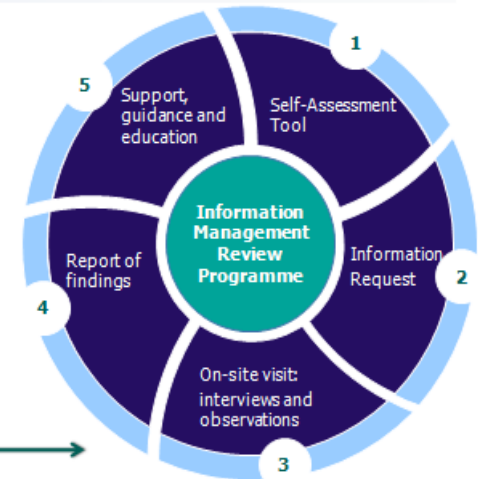 Information
Management
Review
Programme
1
Self-Assessment
Tool
2
Information
Request
3
On-site visit:
interviews and
observations
4
Report of
findings
5
Support,
guidance and
education